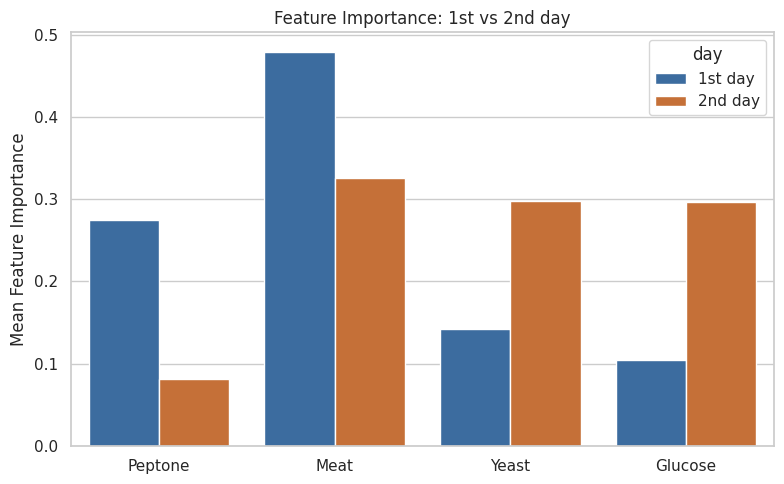 Feature Importance: 1st vs 2nd day
day
1st day
2nd day
Mean Feature Importance
0.5
0.4
0.3
0.2
0.1
0.0
Peptone Meat Yeast Glucose